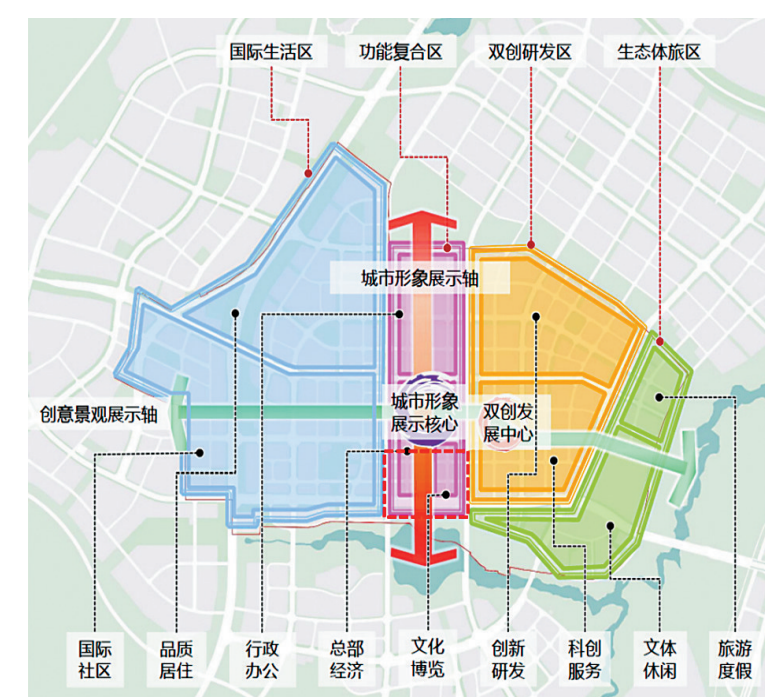 国际生活区
功能复合区
双创研发区
生态体旅区
城市形象展示轴
创意景观展示轴
城市形象
展示核心
双创发
展中心
国际
社区
品质
居住
行政
办公
总部
经济
文化
博览
创新
研发
科创
服务
文体
休闲
旅游
度假